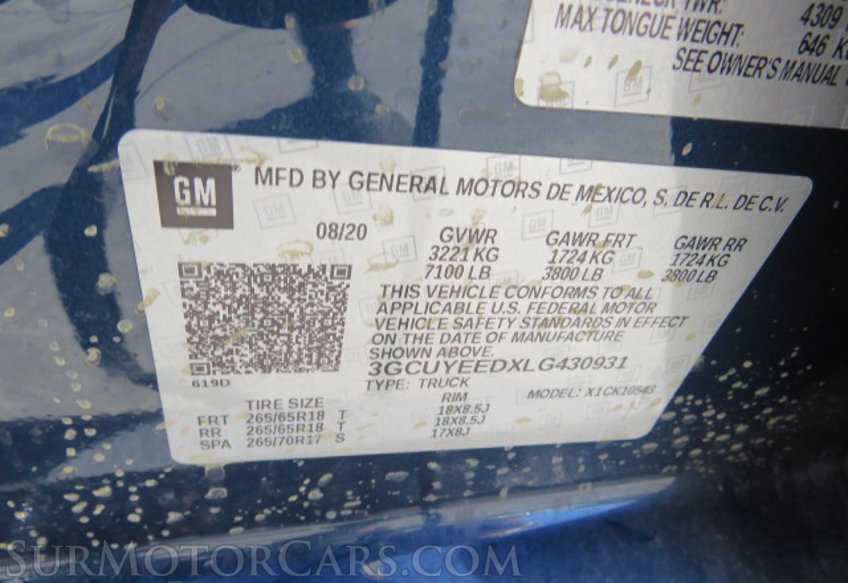 MAX TONGUE WEIGHT:
4309
646
SEE OWNER'S MANUAL
GM
MFD BY GENERAL MOTORS DE MEXICO, S. DE R.L. DE C.V.
08/20 GVWR GAWR FRT GAWR RR
3221 KG 1724 KG 1724 KG
7100 LB 3800 LB 3800 LB
THIS VEHICLE CONFORMS TO ALL
APPLICABLE U.S. FEDERAL MOTOR
VEHICLE SAFETY STANDARDS IN EFFECT
ON THE DATE OF MANUFACTURE
SHOWN ABOVE.
3GCUYEEDXLG430931
619D
TYPE: TRUCK MODEL:
TIRE SIZE RIM
FRT 265/65R18 T 18X8.5J
RR 265/65R18 T 18X8.5J
SPA 265/70R17 S 17X8J
SURMOTORCARS.COM